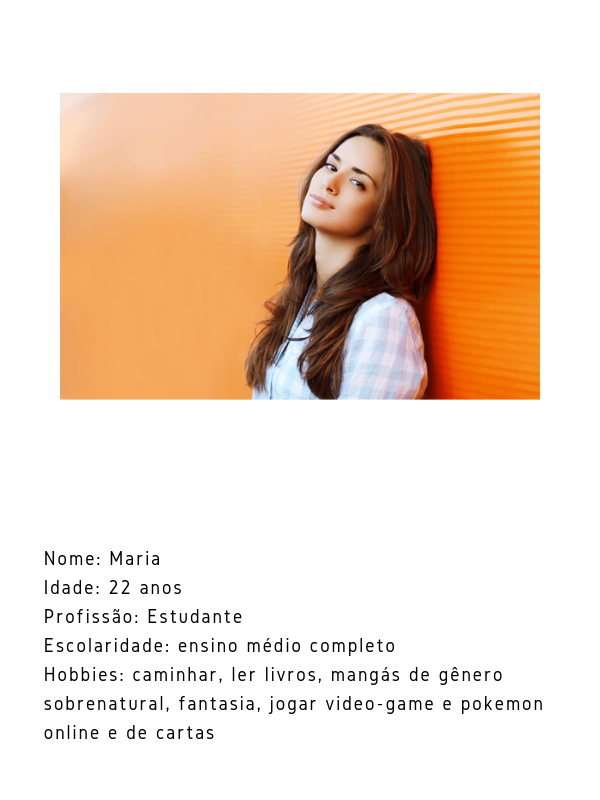 Nome: Maria
Idade: 22 anos
Profissão: Estudante
Escolaridade: ensino médio completo
Hobbies: caminhar, ler livros, mangás de gênero
sobrenatural, fantasia, jogar video-game e pokemon
online e de cartas